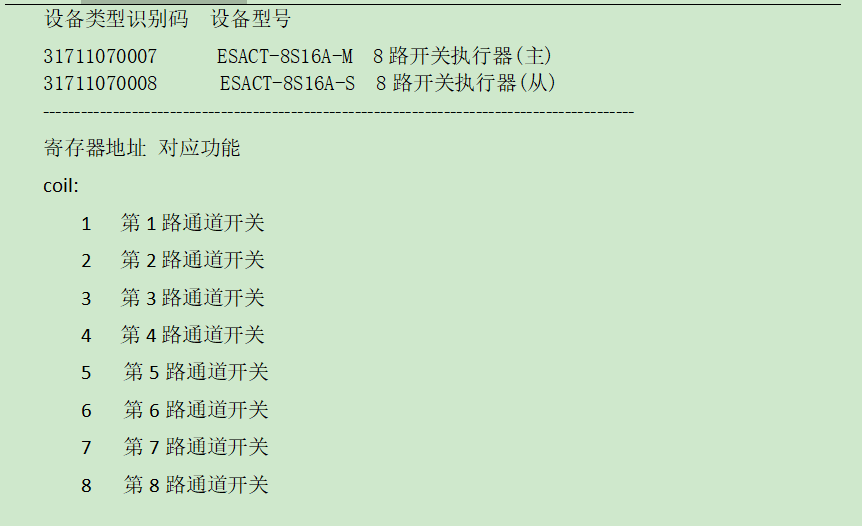 设备类型识别码 设备型号
31711070007 ESACT-8S16A-M 8路开关执行器(主)
31711070008 ESACT-8S16A-S 8路开关执行器(从)
--------------------------------------------------------------------------------------------------
寄存器地址 对应功能
coil:
1 第1路通道开关
2 第2路通道开关
3 第3路通道开关
4 第4路通道开关
5 第5路通道开关
6 第6路通道开关
7 第7路通道开关
8 第8路通道开关